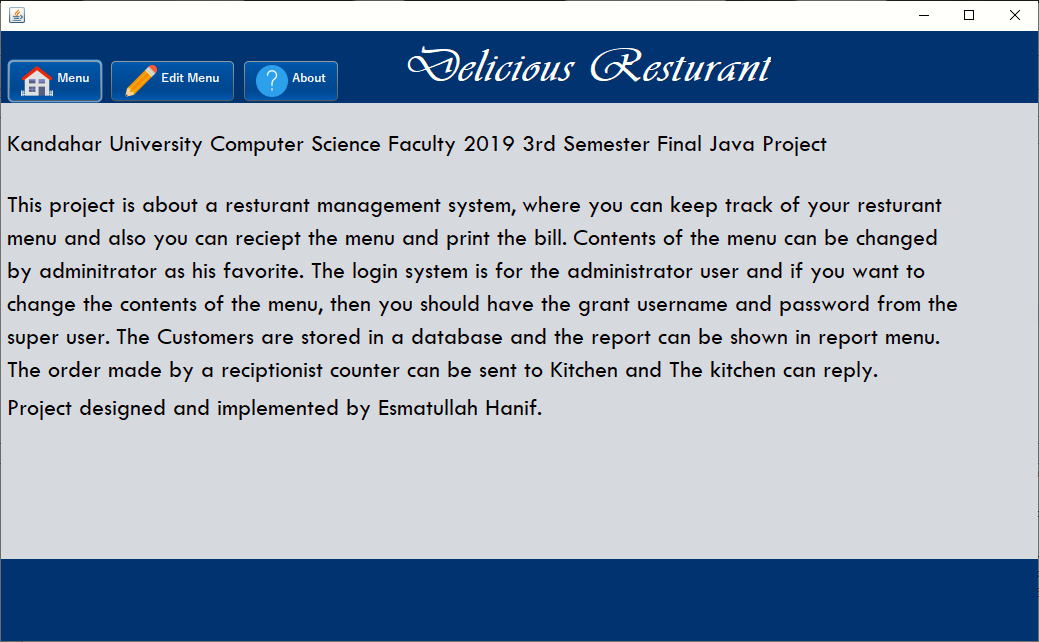 Delicious Resturant
Menu
Edit Menu
? About
Kandahar University Computer Science Faculty 2019 3rd Semester Final Java Project
This project is about a resturant management system, where you can keep track of your resturant
menu and also you can reciept the menu and print the bill. Contents of the menu can be changed
by adminitrator as his favorite. The login system is for the administrator user and if you want to
change the contents of the menu, then you should have the grant username and password from the
super user. The Customers are stored in a database and the report can be shown in report menu.
The order made by a reciptionist counter can be sent to Kitchen and The kitchen can reply.
Project designed and implemented by Esmatullah Hanif.